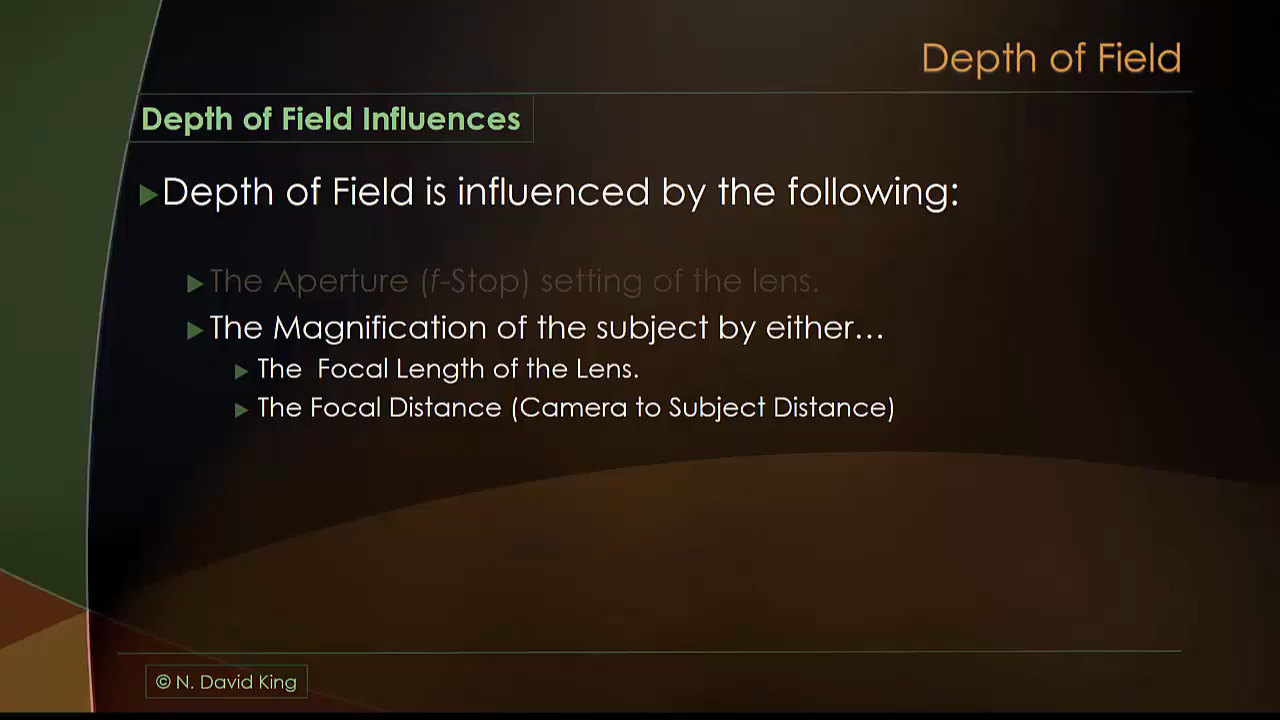 Depth of Field
Depth of Field Influences
Depth of Field is influenced by the following:
The Aperture (f-Stop) setting of the lens.
The Magnification of the subject by either…
The Focal Length of the Lens.
The Focal Distance (Camera to Subject Distance)
© N. David King